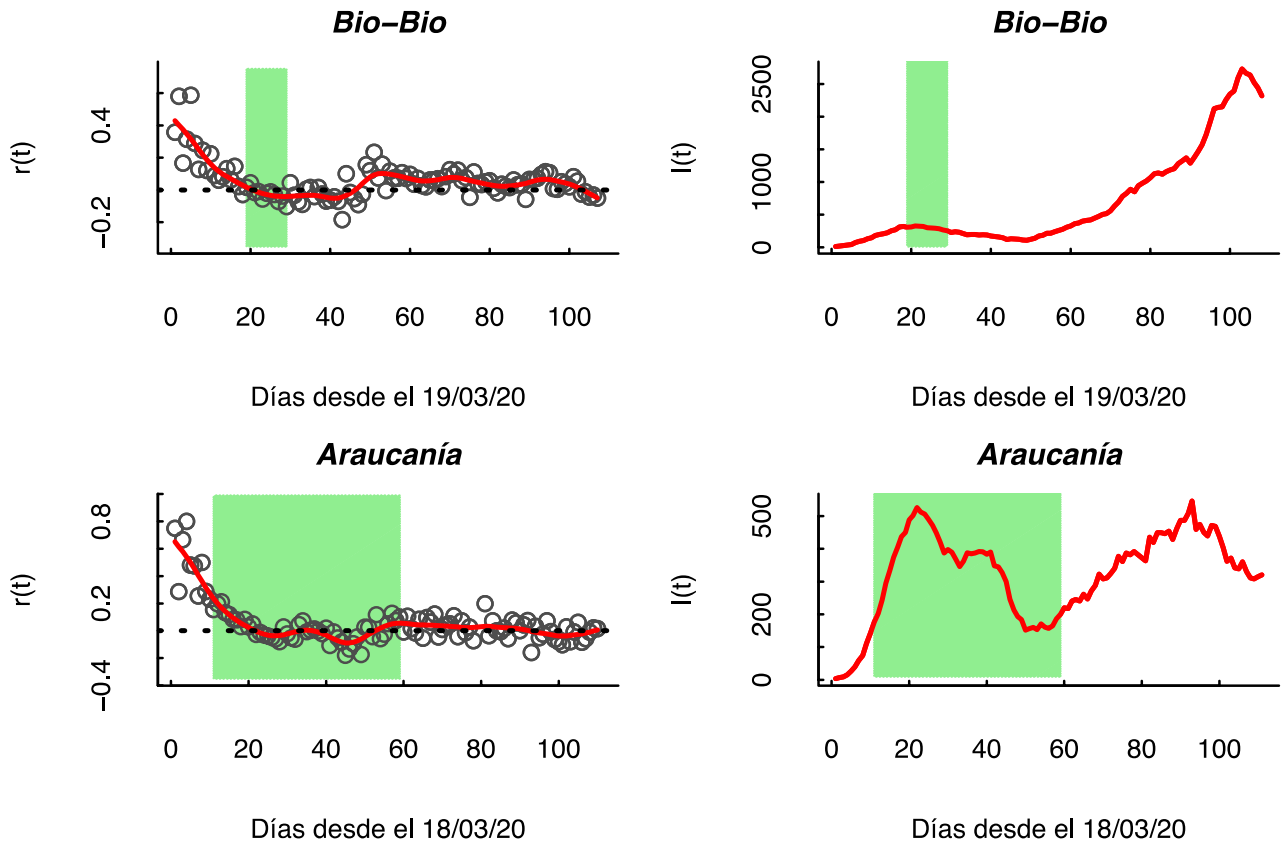 Bio−Bio
r(t)
0.4
−0.2
0 20 40 60 80 100
Días desde el 19/03/20
Bio−Bio
I(t)
2500
1000
0
0 20 40 60 80 100
Días desde el 19/03/20
Araucanía
r(t)
0.8
0.2
−0.4
0 20 40 60 80 100
Días desde el 18/03/20
Araucanía
I(t)
500
200
0
0 20 40 60 80 100
Días desde el 18/03/20